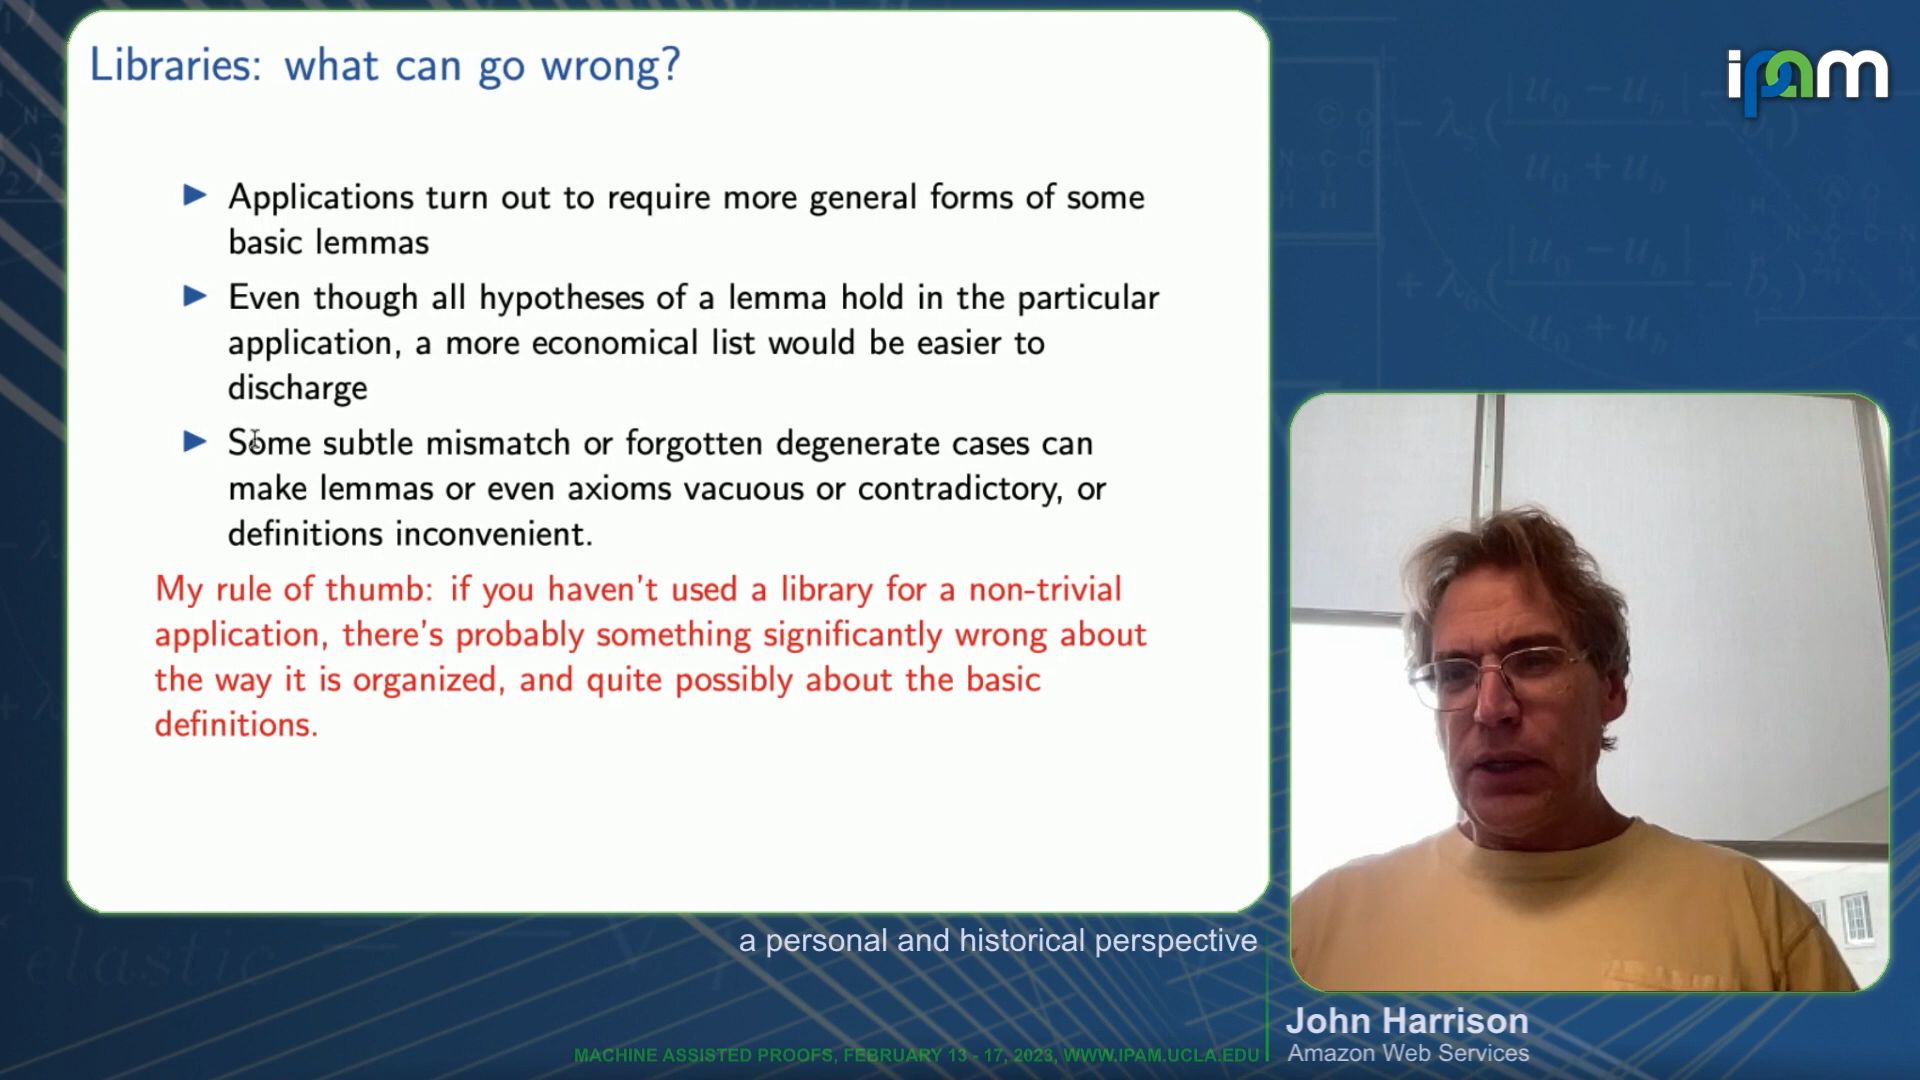 Libraries: what can go wrong?
ipam
▶ Applications turn out to require more general forms of some
basic lemmas
▶ Even though all hypotheses of a lemma hold in the particular
application, a more economical list would be easier to
discharge
▶ Some subtle mismatch or forgotten degenerate cases can
make lemmas or even axioms vacuous or contradictory, or
definitions inconvenient.
My rule of thumb: if you haven't used a library for a non-trivial
application, there's probably something significantly wrong about
the way it is organized, and quite possibly about the basic
definitions.
a personal and historical perspective
elastic
John Harrison
Amazon Web Services
MACHINE ASSISTED PROOFS, FEBRUARY 13 - 17, 2023, WWW.IPAM.UCLA.EDU